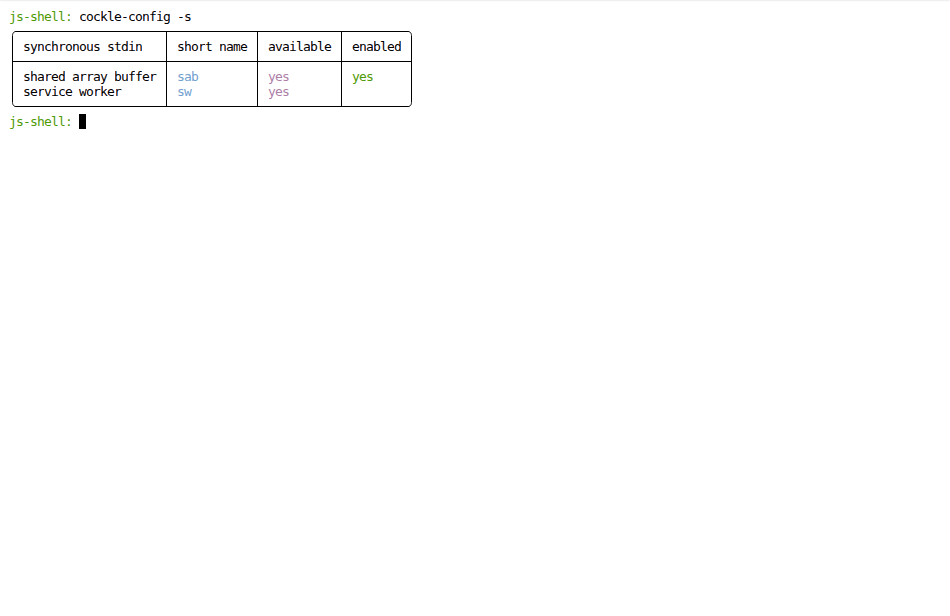 js-shell: cockle-config -s
synchronous stdin short name available enabled
shared array buffer sab yes yes
service worker sw yes
js-shell: